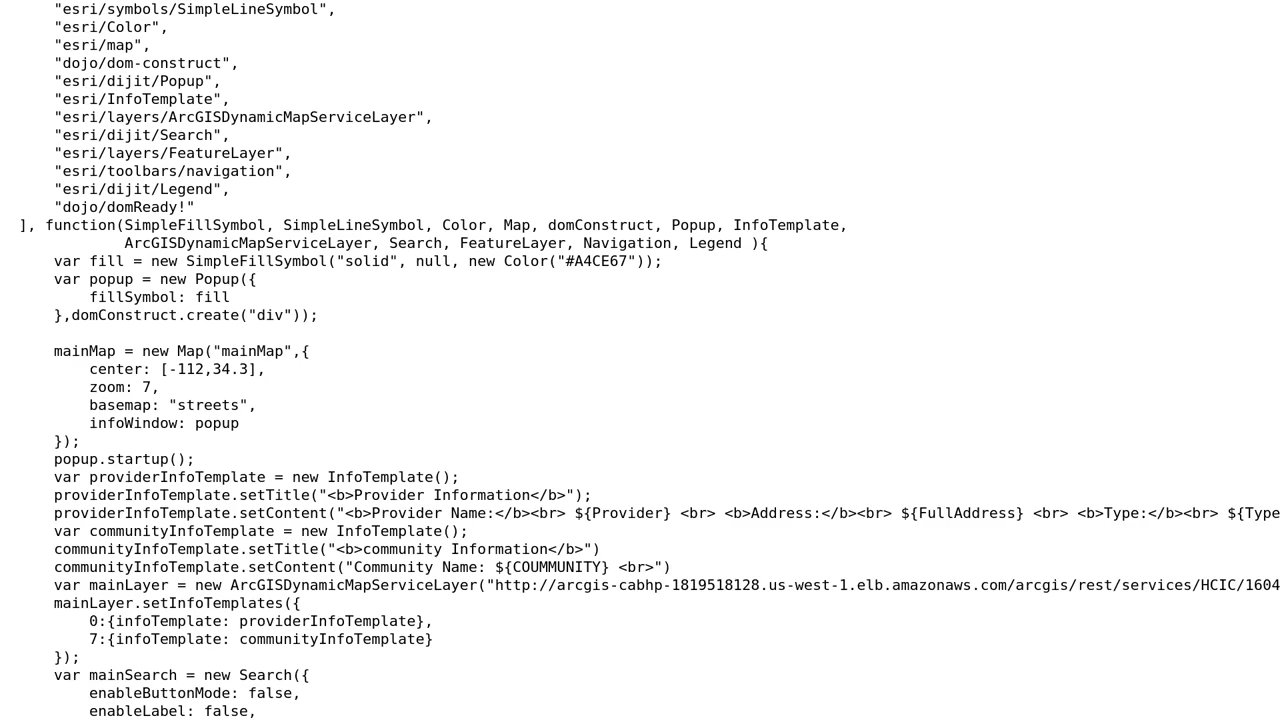 "esri/symbols/SimpleLineSymbol",
"esri/Color",
"esri/map",
"dojo/dom-construct",
"esri/dijit/Popup",
"esri/InfoTemplate",
"esri/layers/ArcGISDynamicMapServiceLayer",
"esri/dijit/Search",
"esri/layers/FeatureLayer",
"esri/toolbars/navigation",
"esri/dijit/Legend",
"dojo/domReady!"
], function(SimpleFillSymbol, SimpleLineSymbol, Color, Map, domConstruct, Popup, InfoTemplate,
ArcGISDynamicMapServiceLayer, Search, FeatureLayer, Navigation, Legend ){
var fill = new SimpleFillSymbol("solid", null, new Color("#A4CE67"));
var popup = new Popup({
fillSymbol: fill
},domConstruct.create("div"));
mainMap = new Map("mainMap",{
center: [-112,34.3],
zoom: 7,
basemap: "streets",
infoWindow: popup
});
popup.startup();
var providerInfoTemplate = new InfoTemplate();
providerInfoTemplate.setTitle("<b>Provider Information</b>");
providerInfoTemplate.setContent("<b>Provider Name:</b><br> ${Provider} <br> <b>Address:</b><br> ${FullAddress} <br> <b>Type:</b><br> ${Type
var communityInfoTemplate = new InfoTemplate();
communityInfoTemplate.setTitle("<b>community Information</b>")
communityInfoTemplate.setContent("Community Name: ${COUMMUNITY} <br>")
var mainLayer = new ArcGISDynamicMapServiceLayer("http://arcgis-cabhp-1819518128.us-west-1.elb.amazonaws.com/arcgis/rest/services/HCIC/1604
mainLayer.setInfoTemplates({
0:{infoTemplate: providerInfoTemplate},
7:{infoTemplate: communityInfoTemplate}
});
var mainSearch = new Search({
enableButtonMode: false,
enableLabel: false,